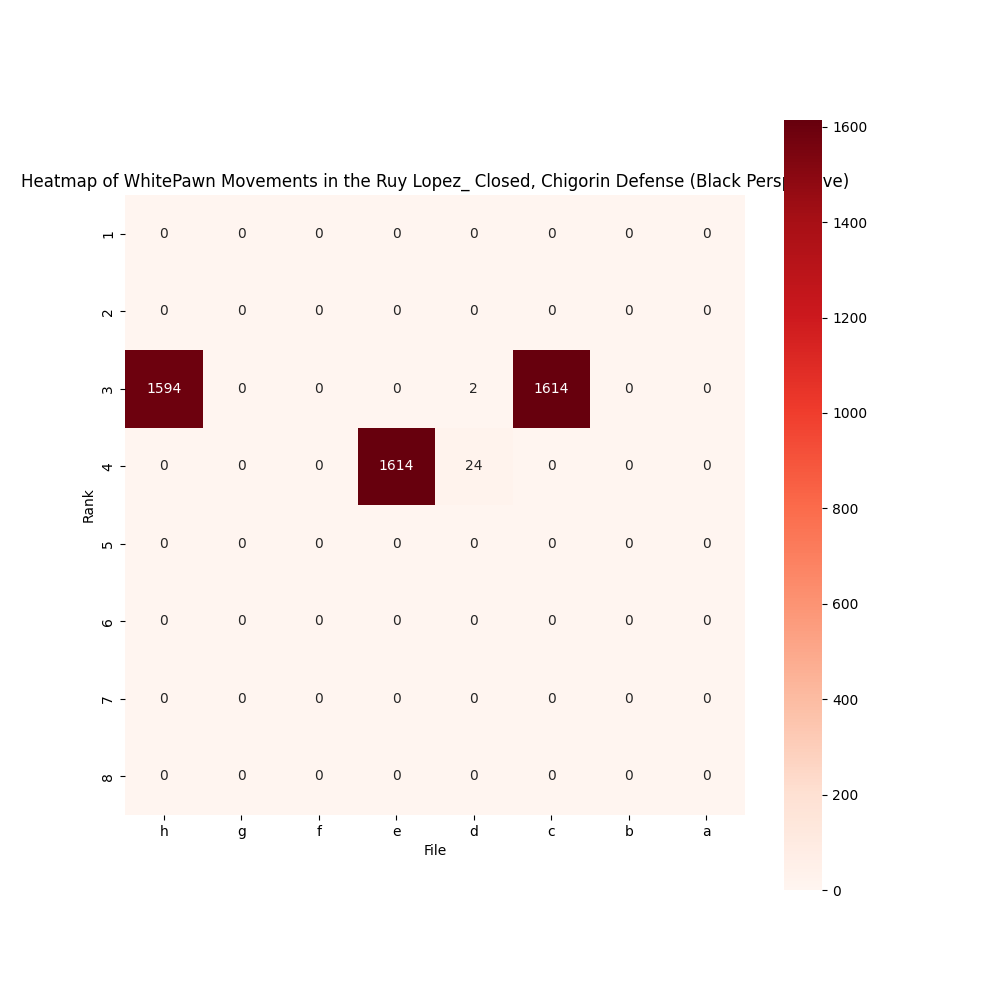 Heatmap of WhitePawn Movements in the Ruy Lopez_ Closed, Chigorin Defense (Black Pers ve)
1 0 0 0 0 0 0 0 0
2 0 0 0 0 0 0 0 0
3 1594 0 0 0 2 1614 0 0
4 0 0 0 1614 24 0 0 0
5 0 0 0 0 0 0 0 0
6 0 0 0 0 0 0 0 0
7 0 0 0 0 0 0 0 0
8 0 0 0 0 0 0 0 0
h g f e d c b a
File
Rank
1600
1400
1200
1000
800
600
400
200
0